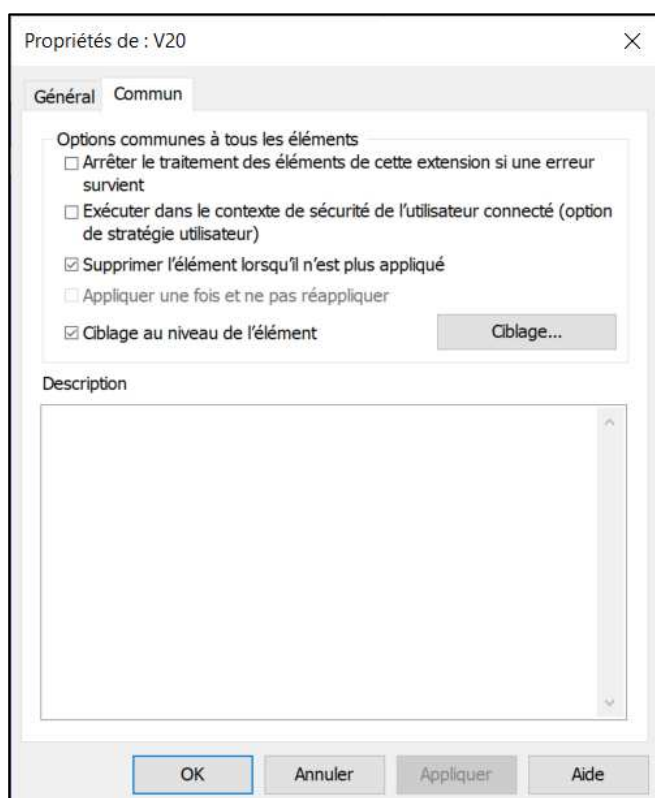 Propriétés de : V20
Général
Commun
Options communes à tous les éléments
Arrêter le traitement des éléments de cette extension si une erreur
survient
Exécuter dans le contexte de sécurité de l'utilisateur connecté (option
de stratégie utilisateur)
Supprimer l'élément lorsqu'il n'est plus appliqué
Appliquer une fois et ne pas réappliquer
Ciblage au niveau de l'élément
Ciblage...
Description
OK
Annuler
Appliquer
Aide